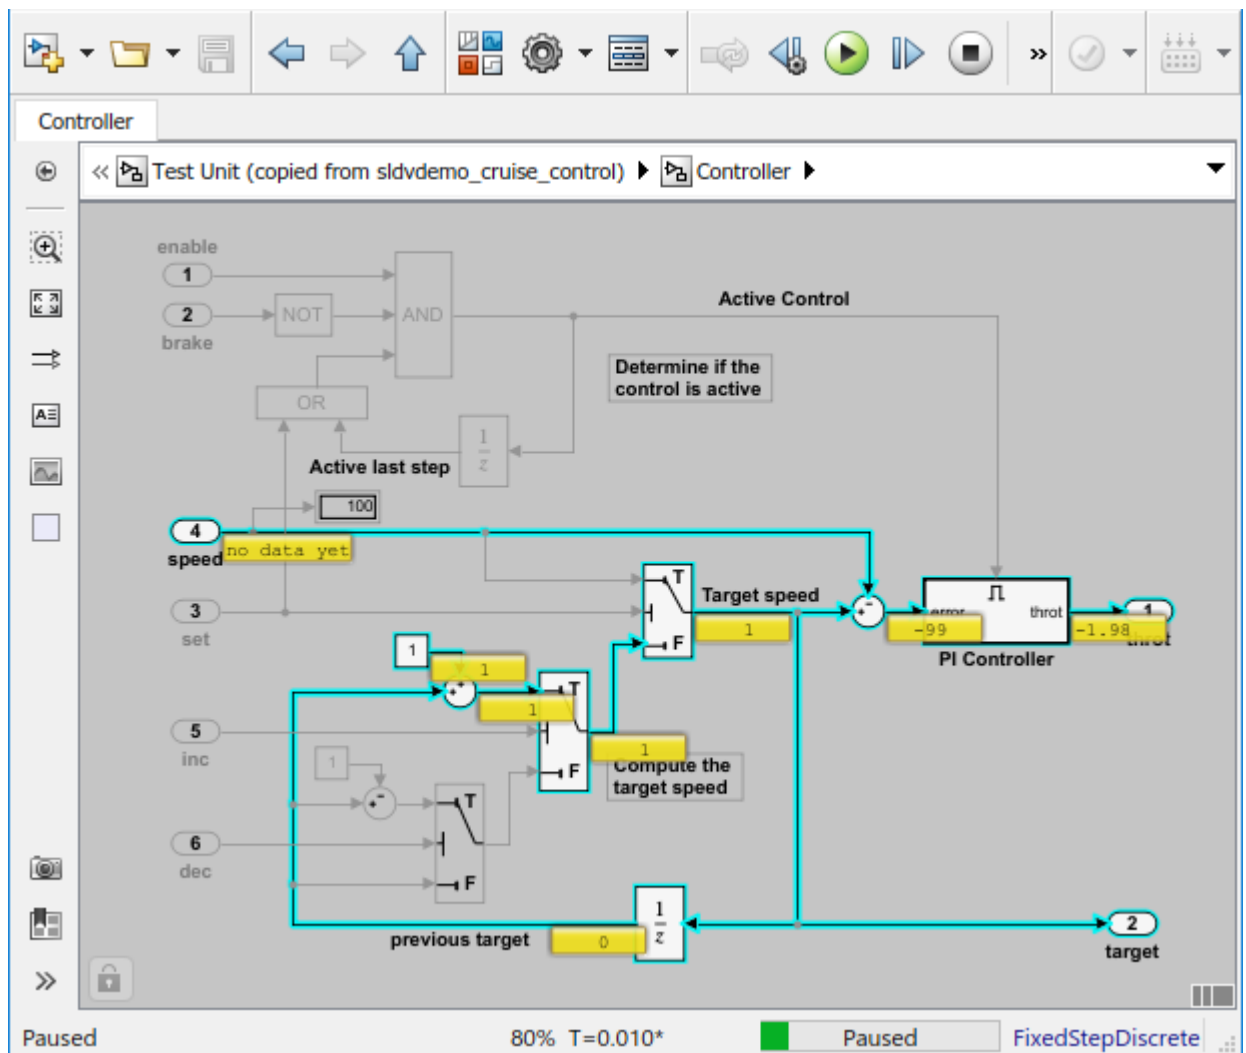 Controller
Test Unit (copied from sldvdemo_cruise_control)
Controller
enable
1
2
brake
NOT
AND
Active Control
Determine if the
control is active
OR
1
z
Active last step
100
4
speed
no data yet
3
set
T
F
Target speed
1
+
-
-99
throt
PI Controller
-1.98
1
throt
1
1
+
+
1
T
F
1
Compute the
target speed
5
inc
1
+
-
T
F
6
dec
previous target
0
1
z
2
target
Paused
80%
T=0.010*
Paused
FixedStepDiscrete